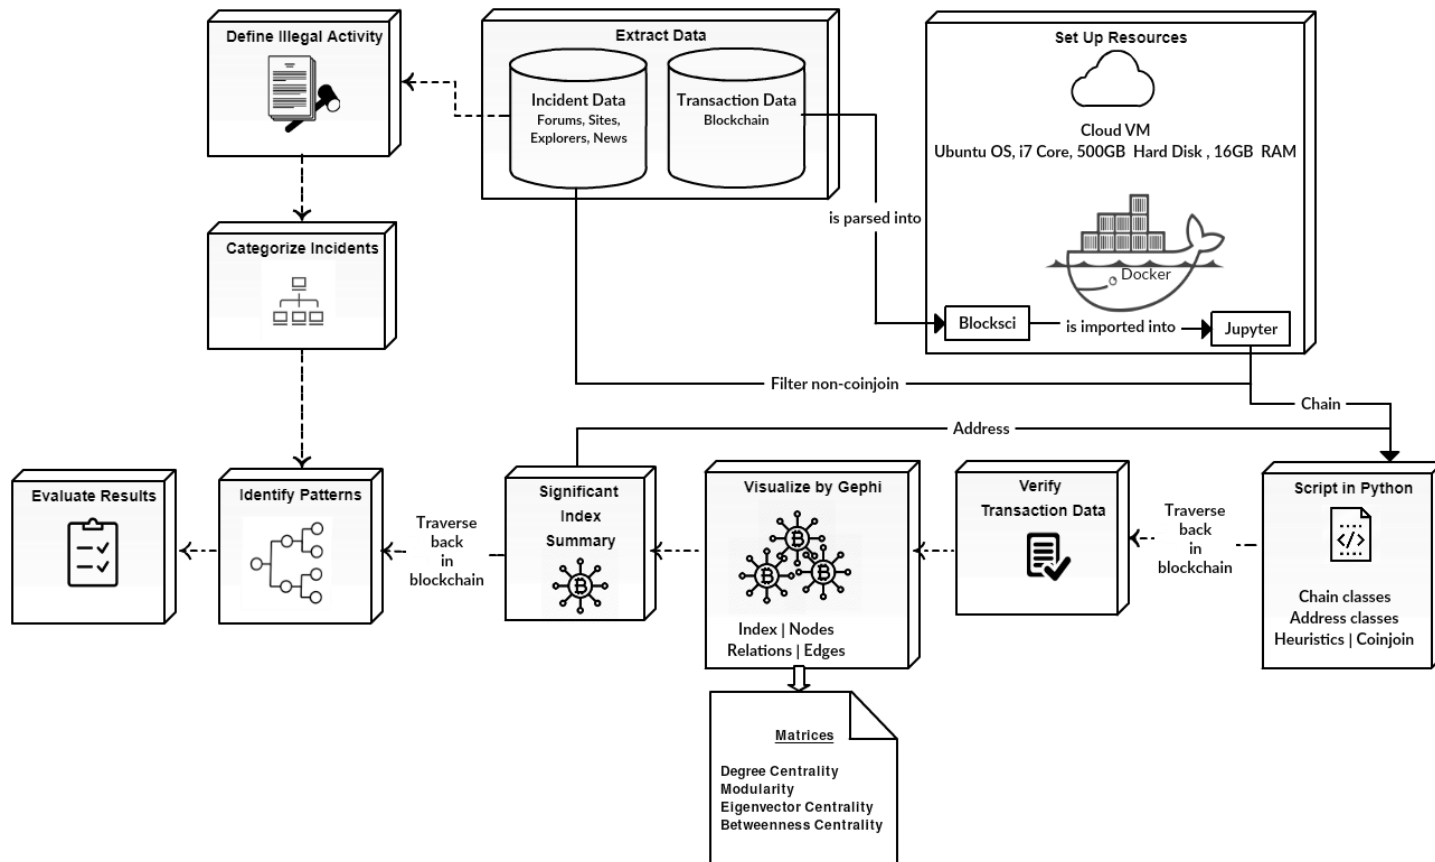 Define Illegal Activity
Extract Data
Incident Data
Forums, Sites,
Explorers, News
Transaction Data
Blockchain
Set Up Resources
Cloud VM
Ubuntu OS, i7 Core, 500GB Hard Disk , 16GB RAM
is parsed into
Docker
Blocksci
is imported into
Jupyter
Categorize Incidents
Filter non-coinjoin
Chain
Address
Evaluate Results
Identify Patterns
Traverse
back
in
blockchain
Significant
Index
Summary
Visualize by Gephi
Index | Nodes
Relations | Edges
Verify
Transaction Data
Traverse
back
in
blockchain
Script in Python
Chain classes
Address classes
Heuristics | Coinjoin
Matrices
Degree Centrality
Modularity
Eigenvector Centrality
Betweenness Centrality